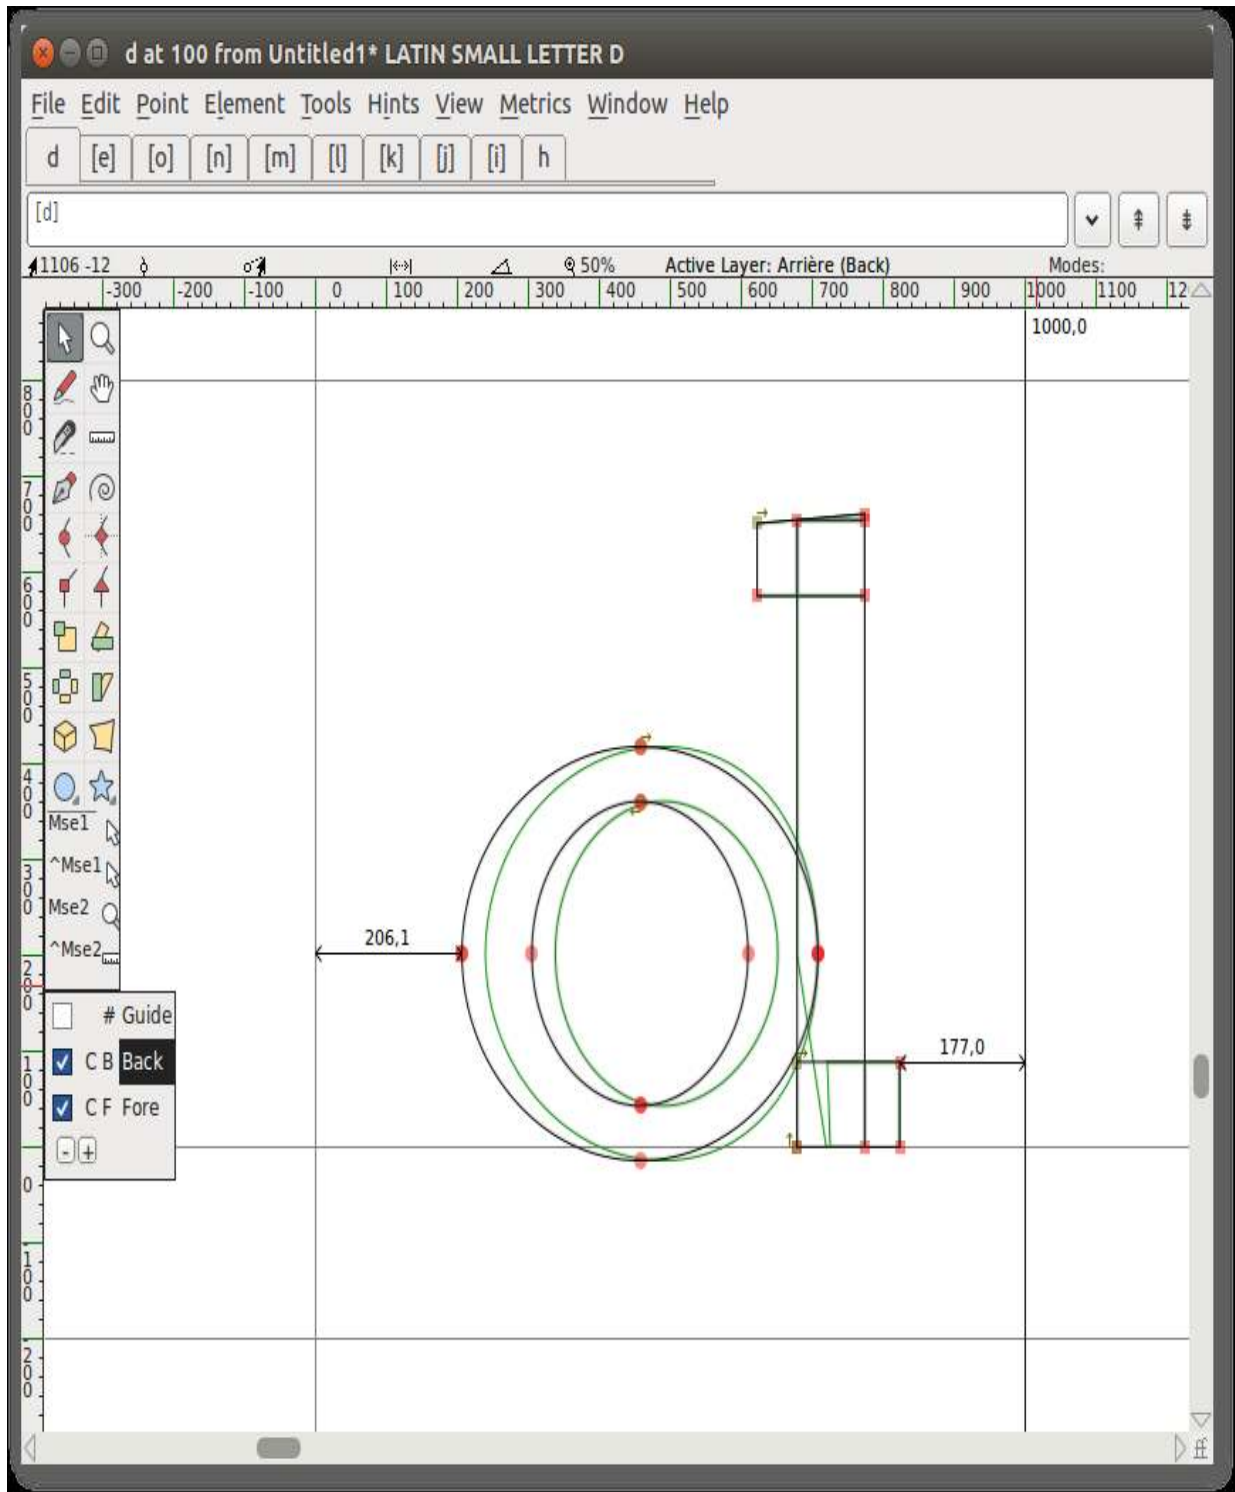 d at 100 from Untitled1* LATIN SMALL LETTER D
File Edit Point Element Tools Hints View Metrics Window Help
d [e] [o] [n] [m] [l] [k] [j] [i] h
[d]
1106 -12 50% Active Layer: Arrière (Back) Modes:
-300 -200 -100 0 100 200 300 400 500 600 700 800 900 1000 1100 12
1000,0
800
700
600
500
400
Mse1
^Mse1
300
Mse2
206,1
^Mse2
200
# Guide
177,0
C B Back
100
C F Fore
- +
0
-100
-200
ff